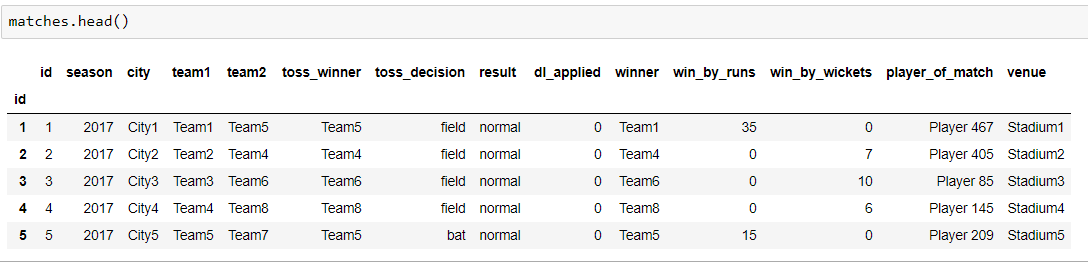 matches.head()
id season city team1 team2 toss_winner toss_decision result dl_applied winner win_by_runs win_by_wickets player_of_match venue
id
1 1 2017 City1 Team1 Team5 Team5 field normal 0 Team1 35 0 Player 467 Stadium1
2 2 2017 City2 Team2 Team4 Team4 field normal 0 Team4 0 7 Player 405 Stadium2
3 3 2017 City3 Team3 Team6 Team6 field normal 0 Team6 0 10 Player 85 Stadium3
4 4 2017 City4 Team4 Team8 Team8 field normal 0 Team8 0 6 Player 145 Stadium4
5 5 2017 City5 Team5 Team7 Team5 bat normal 0 Team5 15 0 Player 209 Stadium5